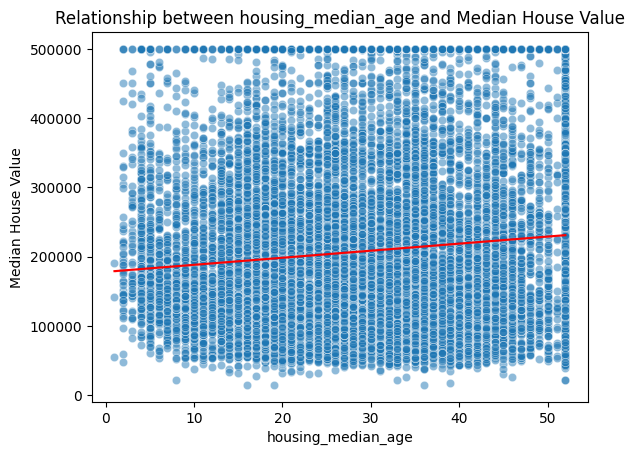 Relationship between housing_median_age and Median House Value
500000
400000
300000
200000
100000
0
Median House Value
0 10 20 30 40 50
housing_median_age